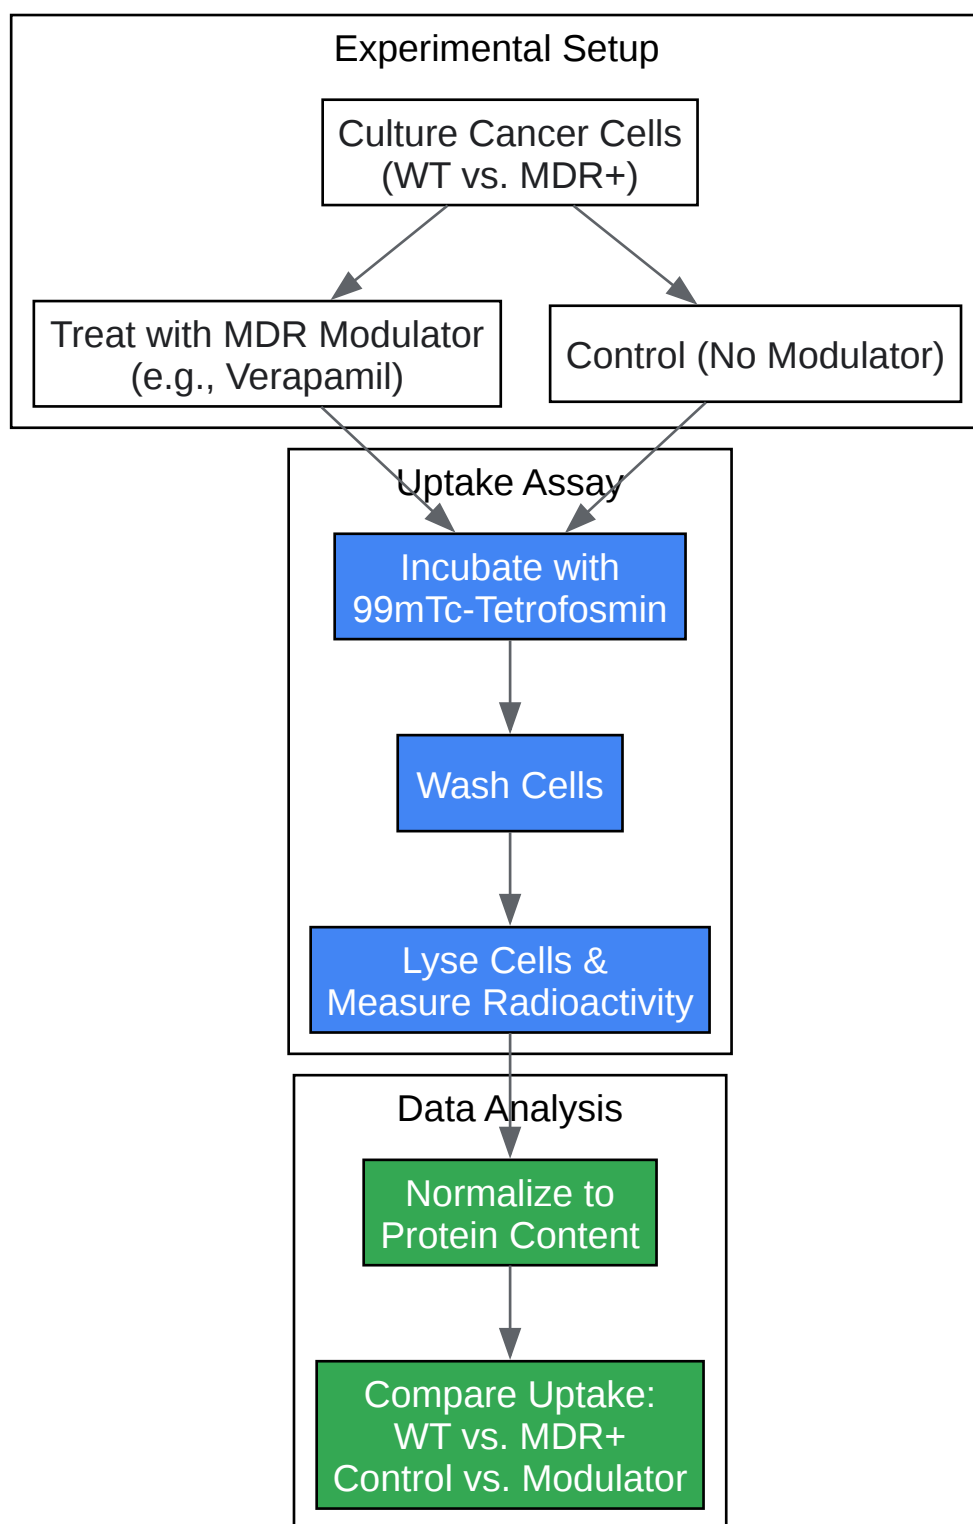 Experimental Setup
Culture Cancer Cells
(WT vs. MDR+)
Treat with MDR Modulator
(e.g., Verapamil)
Control (No Modulator)
Uptake Assay
Incubate with
99mTc-Tetrofosmin
Wash Cells
Lyse Cells &
Measure Radioactivity
Data Analysis
Normalize to
Protein Content
Compare Uptake:
WT vs. MDR+
Control vs. Modulator